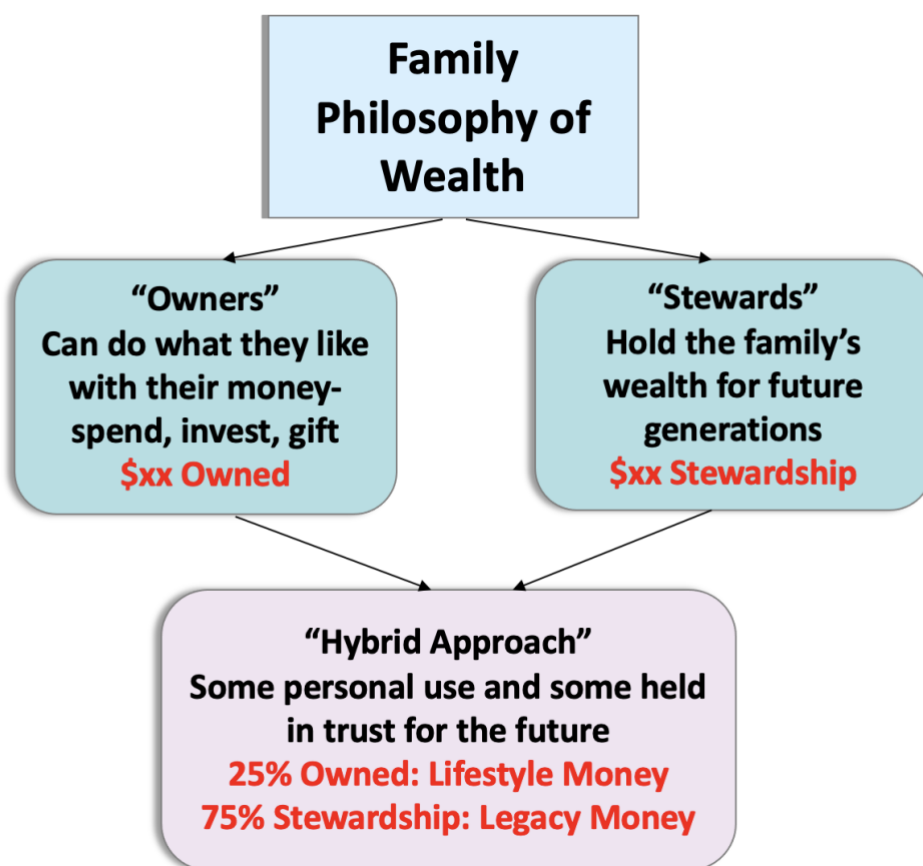 Family
Philosophy of
Wealth
“Owners”
Can do what they like
with their money-
spend, invest, gift
$xx Owned
“Stewards”
Hold the family’s
wealth for future
generations
$xx Stewardship
“Hybrid Approach”
Some personal use and some held
in trust for the future
25% Owned: Lifestyle Money
75% Stewardship: Legacy Money